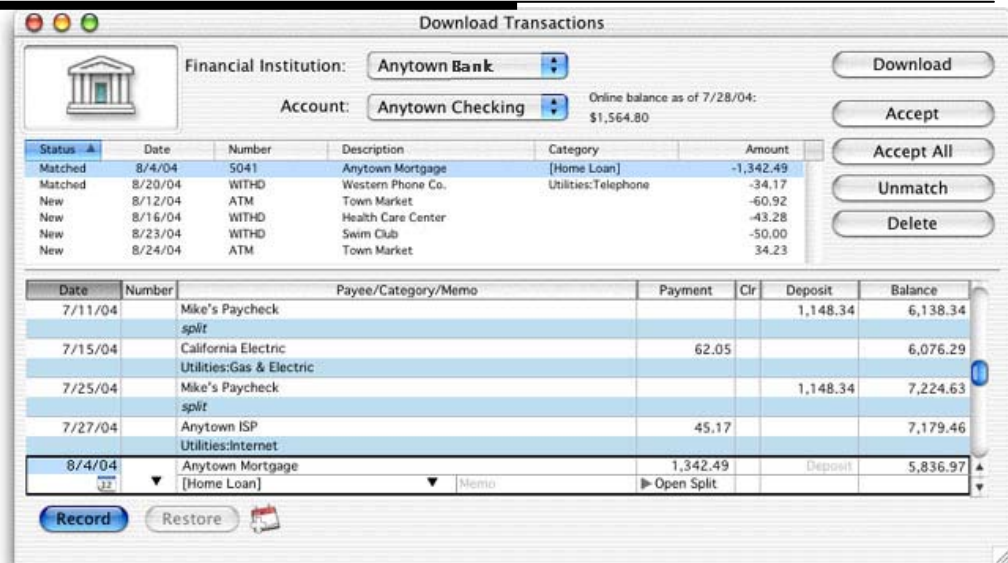 Download Transactions
Financial Institution: Anytown Bank Download
Account: Anytown Checking Online balance as of 7/28/04:
$1,564.80 Accept
Accept All
Unmatch
Delete
Status Date Number Description Category Amount
Matched 8/4/04 5041 Anytown Mortgage [Home Loan] -1,342.49
Matched 8/20/04 WITHD Western Phone Co. Utilities:Telephone -34.17
New 8/12/04 ATM Town Market -60.92
New 8/16/04 WITHD Health Care Center -43.28
New 8/23/04 WITHD Swim Club -50.00
New 8/24/04 ATM Town Market 34.23
Date Number Payee/Category/Memo Payment Clr Deposit Balance
7/11/04 Mike's Paycheck 1,148.34 6,138.34
split
7/15/04 California Electric 62.05 6,076.29
Utilities:Gas & Electric
7/25/04 Mike's Paycheck 1,148.34 7,224.63
split
7/27/04 Anytown ISP 45.17 7,179.46
Utilities:Internet
8/4/04 Anytown Mortgage 1,342.49 Deposit 5,836.97
12 [Home Loan] Memo Open Split
Record Restore